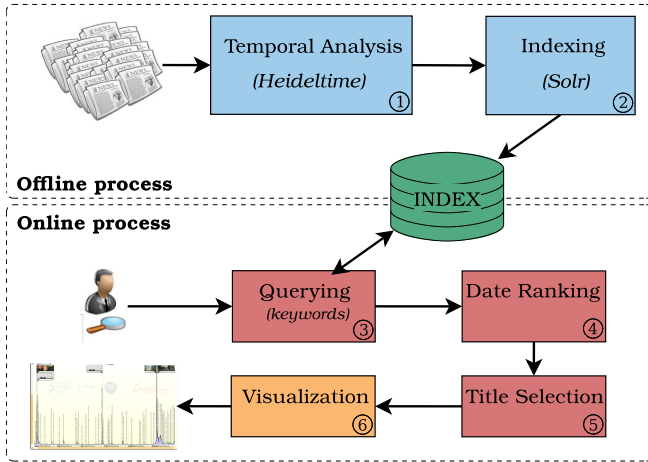 NEWS
Temporal Analysis
(Heideltime)
①
Indexing
(Solr)
②
Offline process
INDEX
Online process
Querying
(keywords)
③
Date Ranking
④
Visualization
⑥
Title Selection
⑤